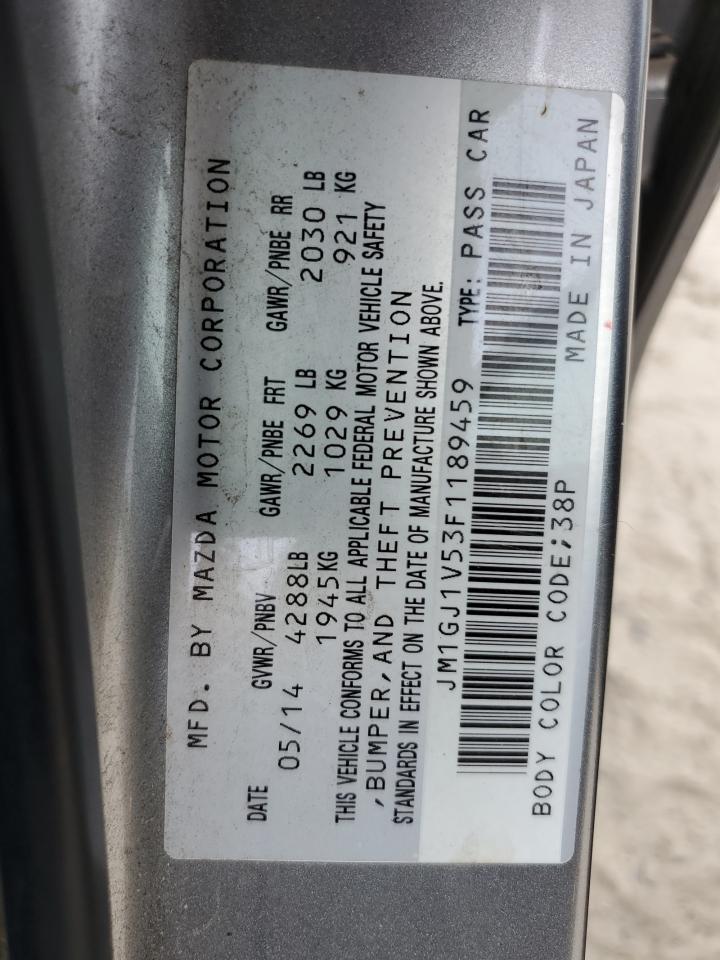 MFD. BY MAZDA MOTOR CORPORATION
DATE GVWR/PNBV GAWR/PNBE FRT GAWR/PNBE RR
05/14 4288LB 2269 LB 2030 LB
1945KG 1029 KG 921 KG
THIS VEHICLE CONFORMS TO ALL APPLICABLE FEDERAL MOTOR VEHICLE SAFETY
,BUMPER,AND THEFT PREVENTION
STANDARDS IN EFFECT ON THE DATE OF MANUFACTURE SHOWN ABOVE.
JM1GJ1V53F1189459 TYPE: PASS CAR
BODY COLOR CODE;38P MADE IN JAPAN